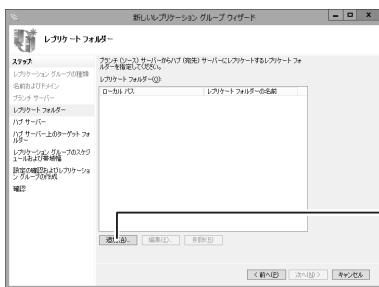 新しいレプリケーション グループ ウィザード
レプリケート フォルダー
ステップ:
ブランチ (ソース) サーバーからハブ (宛先) サーバーにレプリケートするレプリケート フォ
ルダーを指定してください。
レプリケーション グループの種類
名前およびドメイン
ブランチ サーバー
レプリケート フォルダー
ハブ サーバー
ハブ サーバー上のターゲット フォ
ルダー
レプリケーション グループのスケジ
ュールおよび帯域幅
設定の確認およびレプリケーショ
ン グループの作成
確認
レプリケート フォルダー(O):
ローカル パス
レプリケート フォルダーの名前
編集(E)...
削除(R)
< 前へ(P)
次へ(N) >
キャンセル